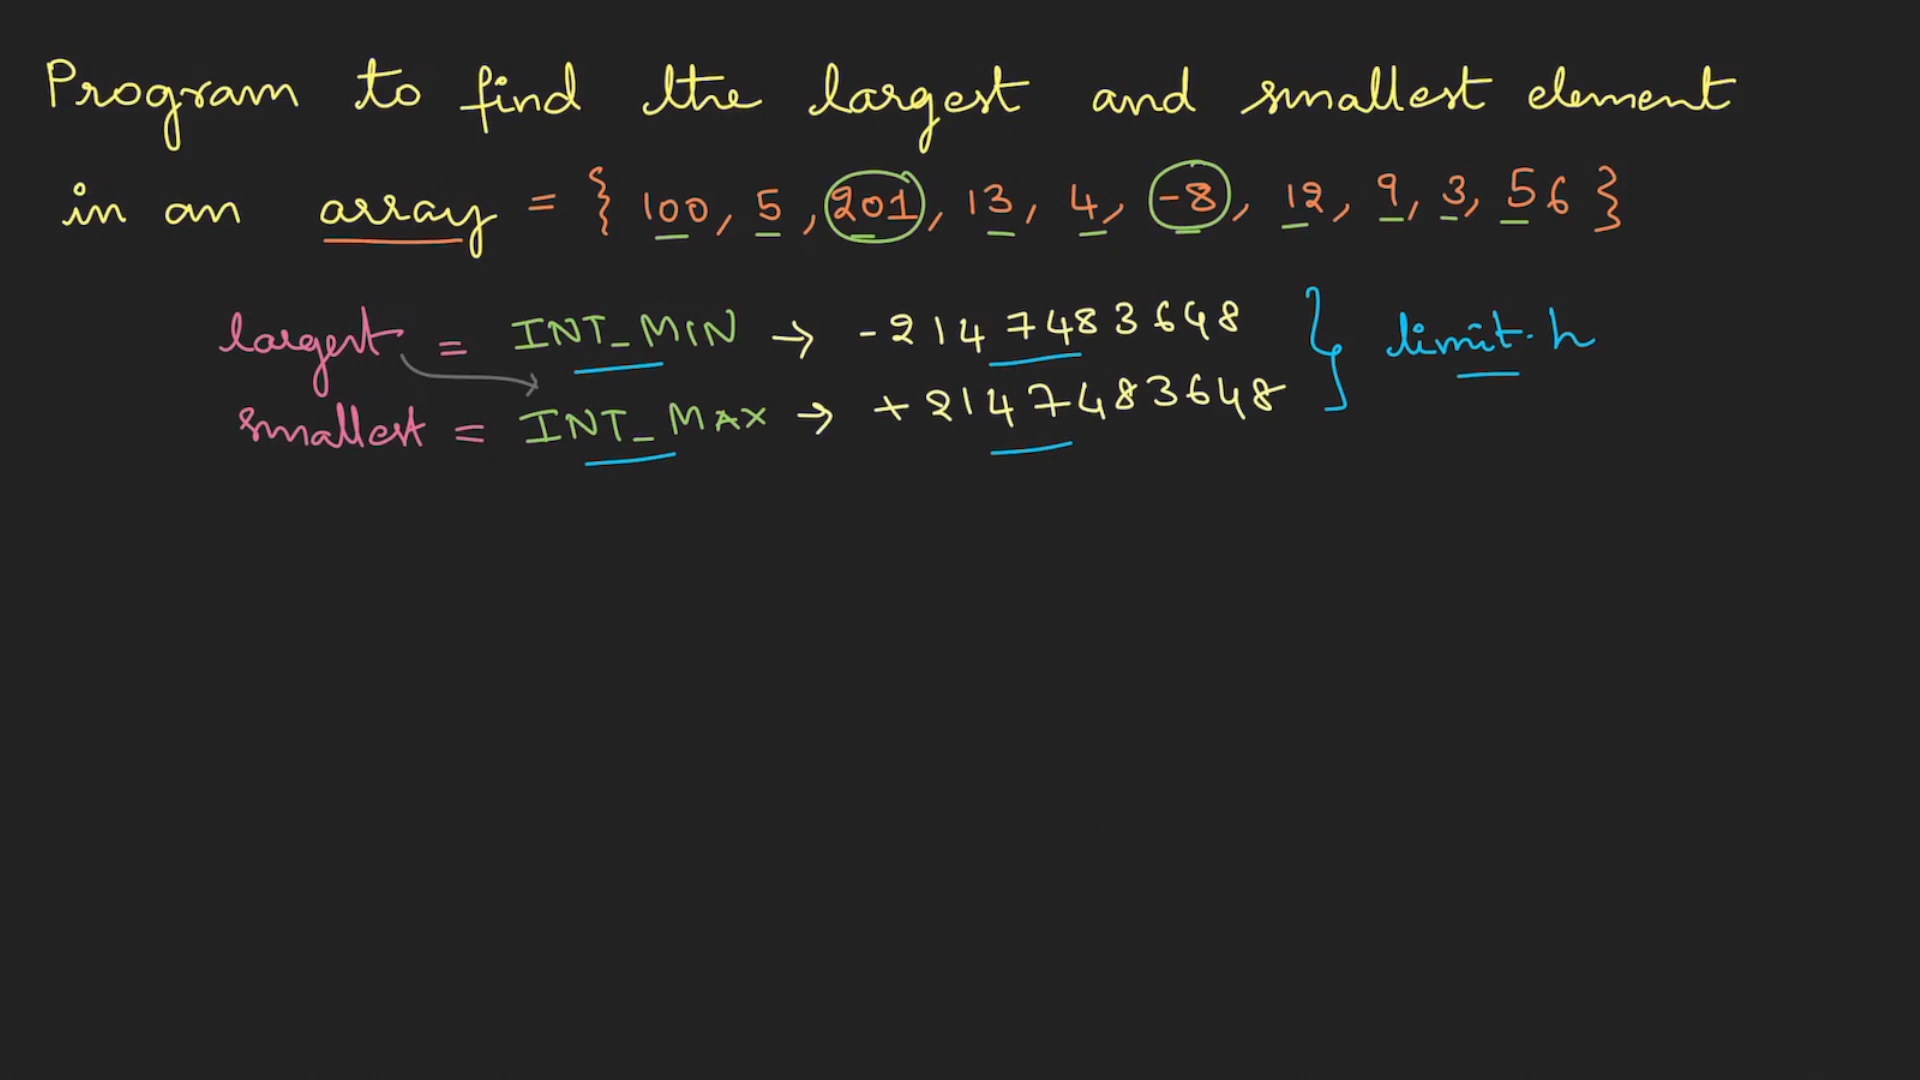 Program to find the largest and smallest element
in an array = { 100, 5, 201, 13, 4, -8, 12, 9, 3, 56 }
largest = INT_MIN → -2147483648 } limit.h
smallest = INT_MAX → +2147483648